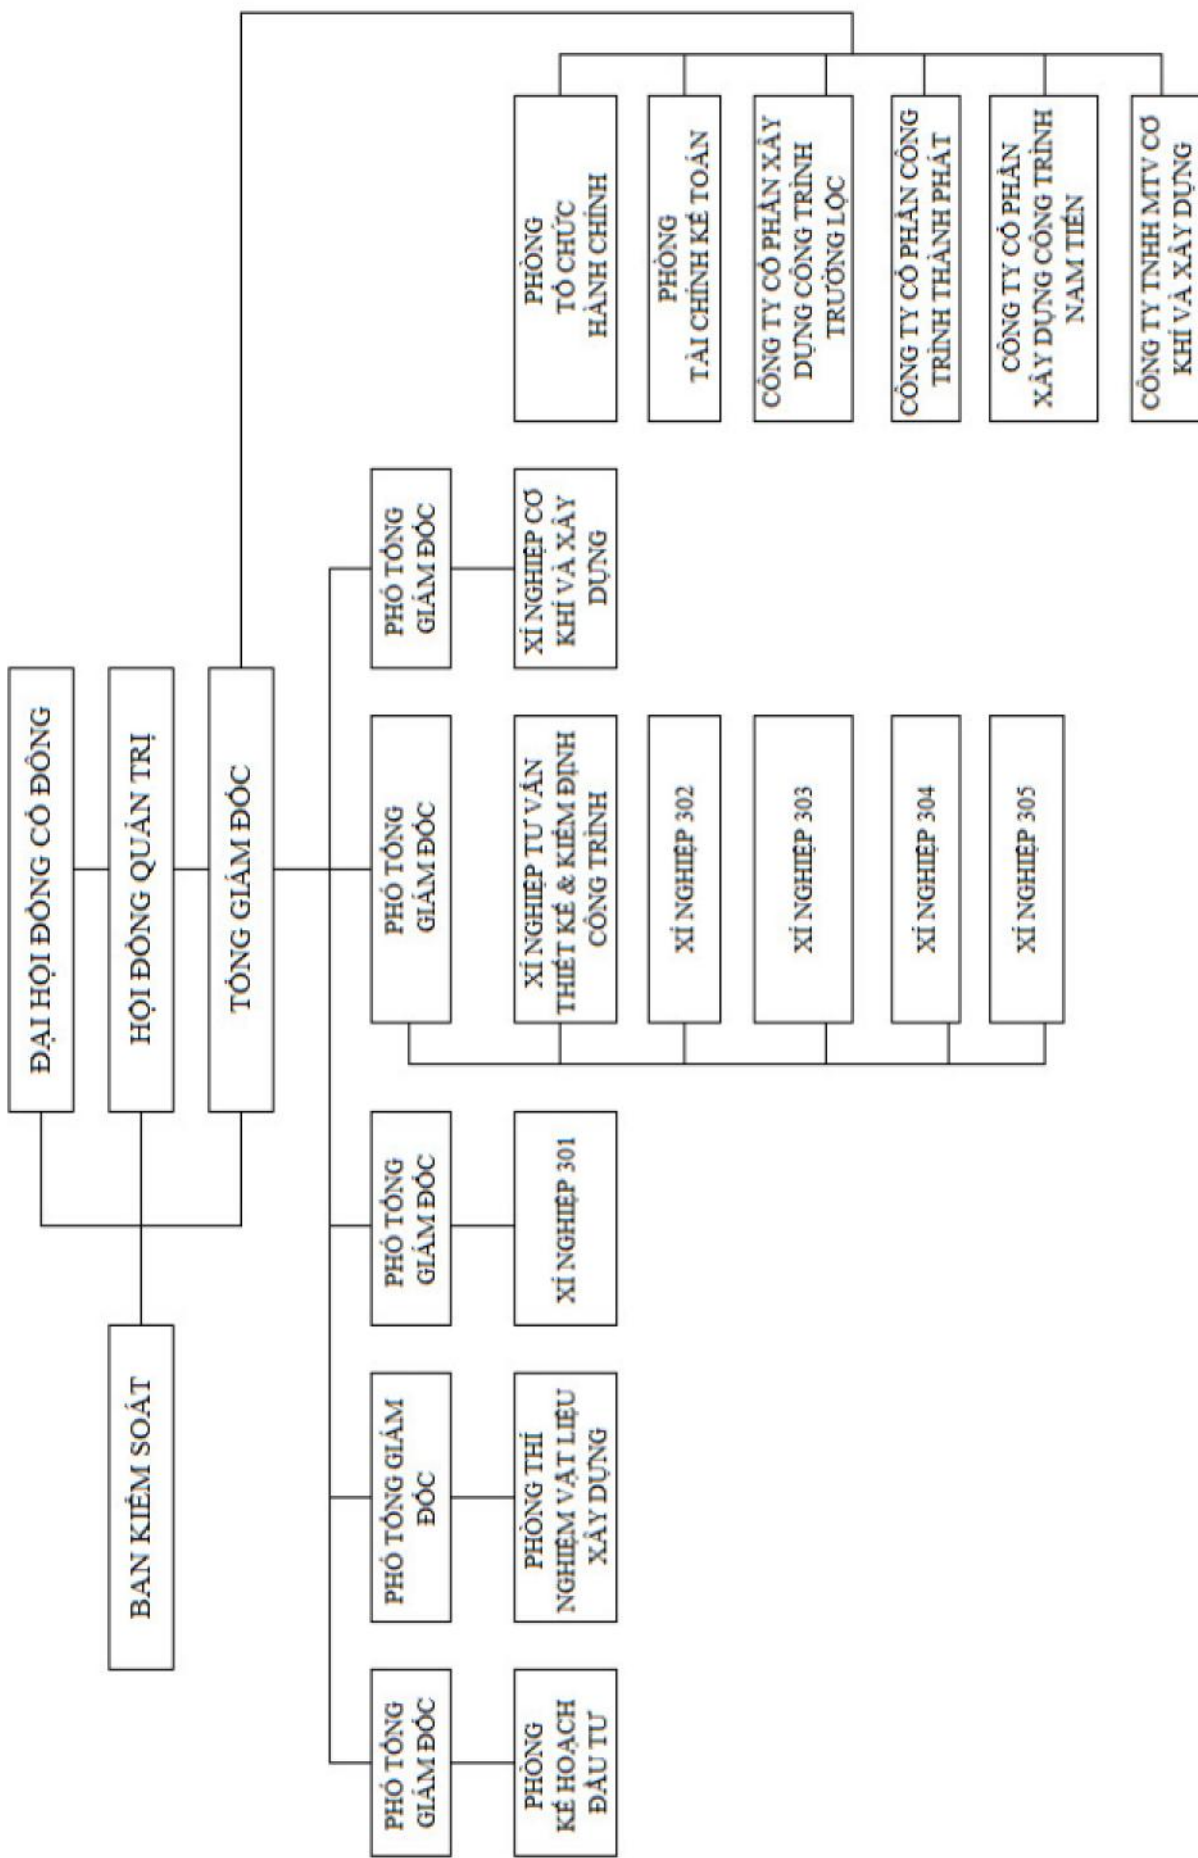 ĐẠI HỘI ĐỒNG CỔ ĐÔNG
BAN KIỂM SOÁT
HỘI ĐỒNG QUẢN TRỊ
TỔNG GIÁM ĐỐC
PHÓ TỔNG
GIÁM ĐỐC
PHÓ TỔNG GIÁM
ĐỐC
PHÓ TỔNG
GIÁM ĐỐC
PHÓ TỔNG
GIÁM ĐỐC
PHÓ TỔNG
GIÁM ĐỐC
PHÒNG
KẾ HOẠCH
ĐẦU TƯ
PHÒNG THÍ
NGHIỆM VẬT LIỆU
XÂY DỰNG
XÍ NGHIỆP 301
XÍ NGHIỆP TƯ VẤN
THIẾT KẾ & KIỂM ĐỊNH
CÔNG TRÌNH
XÍ NGHIỆP 302
XÍ NGHIỆP 303
XÍ NGHIỆP 304
XÍ NGHIỆP 305
XÍ NGHIỆP CƠ
KHÍ VÀ XÂY
DỰNG
PHÒNG
TỔ CHỨC
HÀNH CHÍNH
PHÒNG
TÀI CHÍNH KẾ TOÁN
CÔNG TY CỔ PHẦN XÂY
DỰNG CÔNG TRÌNH
TRƯỜNG LỘC
CÔNG TY CỔ PHẦN CÔNG
TRÌNH THÀNH PHÁT
CÔNG TY CỔ PHẦN
XÂY DỰNG CÔNG TRÌNH
NAM TIẾN
CÔNG TY TNHH MTV CƠ
KHÍ VÀ XÂY DỰNG